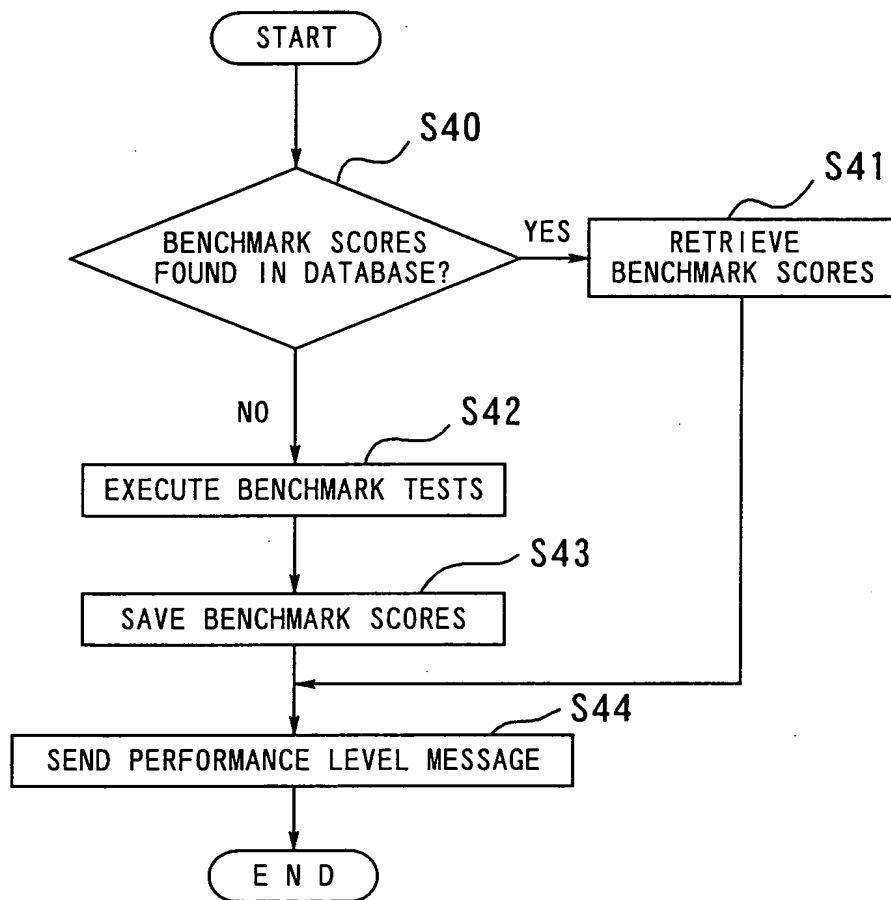 START
S40
S41
BENCHMARK SCORES
FOUND IN DATABASE?
YES
RETRIEVE
BENCHMARK SCORES
NO
S42
EXECUTE BENCHMARK TESTS
S43
SAVE BENCHMARK SCORES
S44
SEND PERFORMANCE LEVEL MESSAGE
E N D